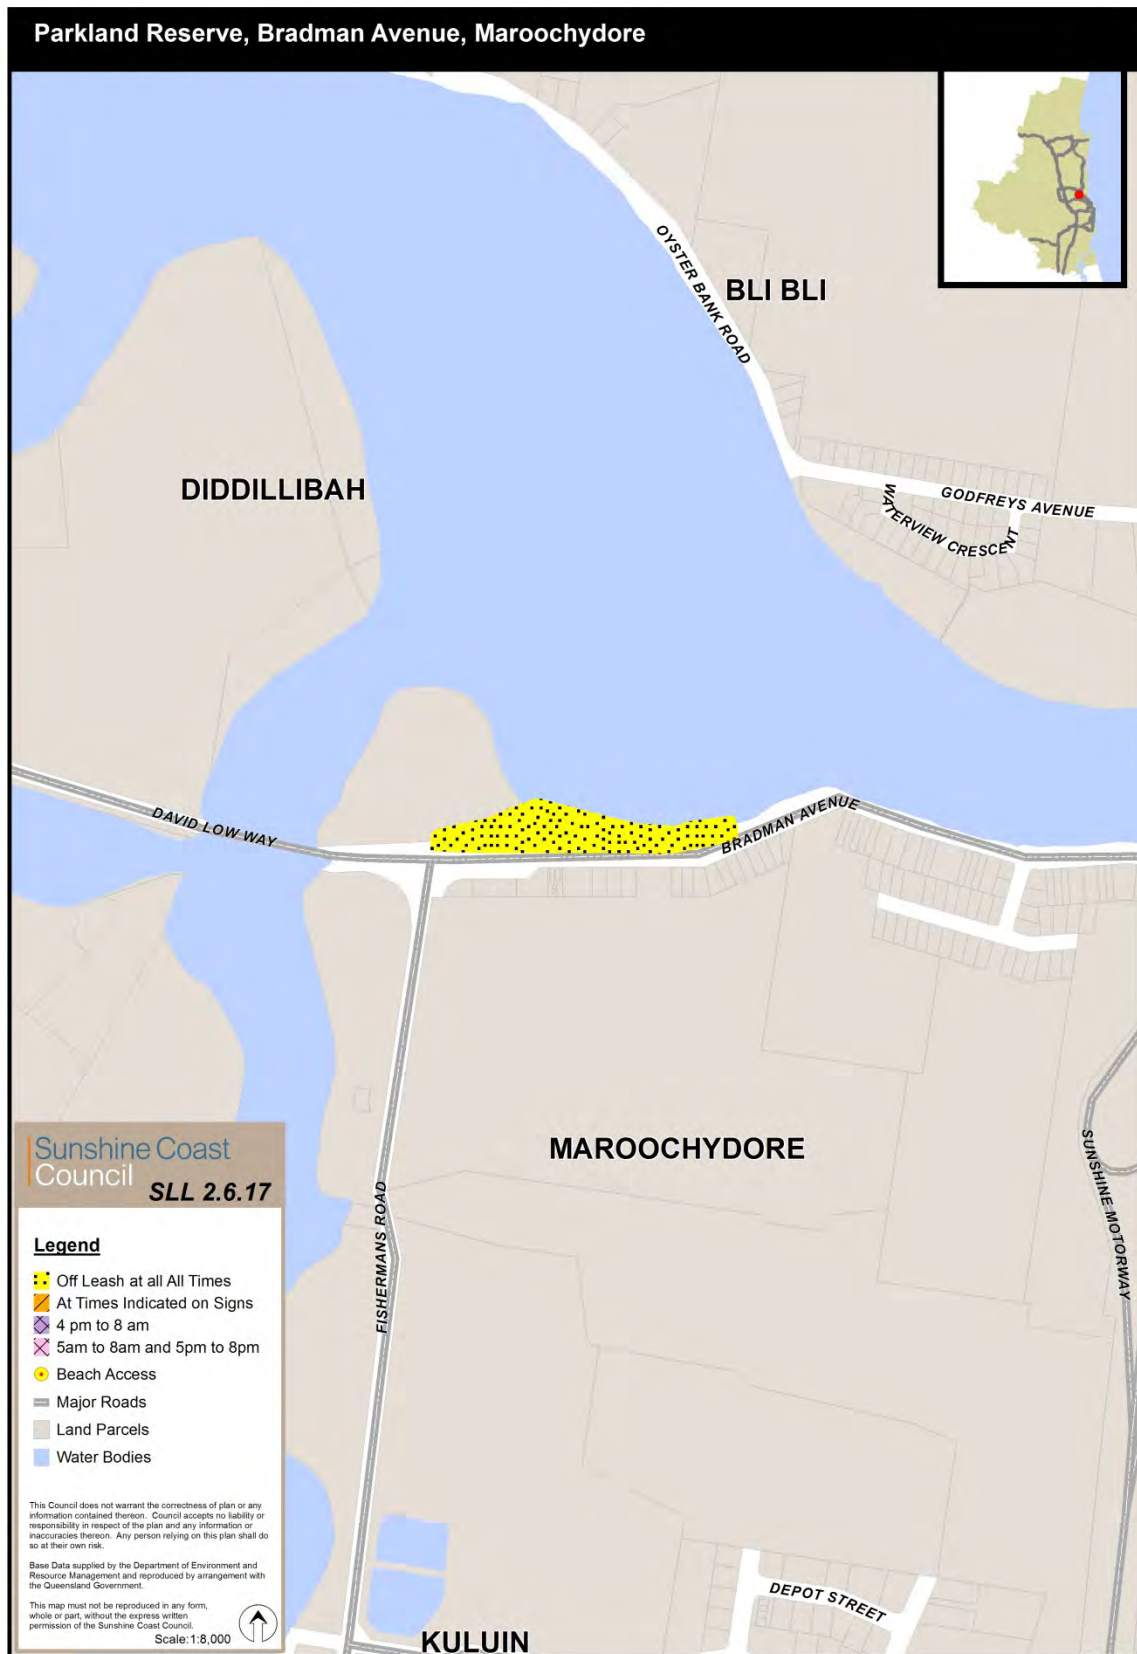 Parkland Reserve, Bradman Avenue, Maroochydore
OYSTER BANK ROAD
BLI BLI
DIDDILLIBAH
GODFREYS AVENUE
WATERVIEW CRESCENT
DAVID LOW WAY
BRADMAN AVENUE
MAROOCHYDORE
SUNSHINE MOTORWAY
FISHERMANS ROAD
Sunshine Coast
Council
SLL 2.6.17
Legend
Off Leash at all All Times
At Times Indicated on Signs
4 pm to 8 am
5am to 8am and 5pm to 8pm
Beach Access
Major Roads
Land Parcels
Water Bodies
This Council does not warrant the correctness of plan or any
information contained thereon. Council accepts no liability or
responsibility in respect of the plan and any information or
inaccuracies thereon. Any person relying on this plan shall do
so at their own risk.
Base Data supplied by the Department of Environment and
Resource Management and reproduced by arrangement with
the Queensland Government.
This map must not be reproduced in any form,
whole or part, without the express written
permission of the Sunshine Coast Council.
Scale:1:8,000
DEPOT STREET
KULUIN